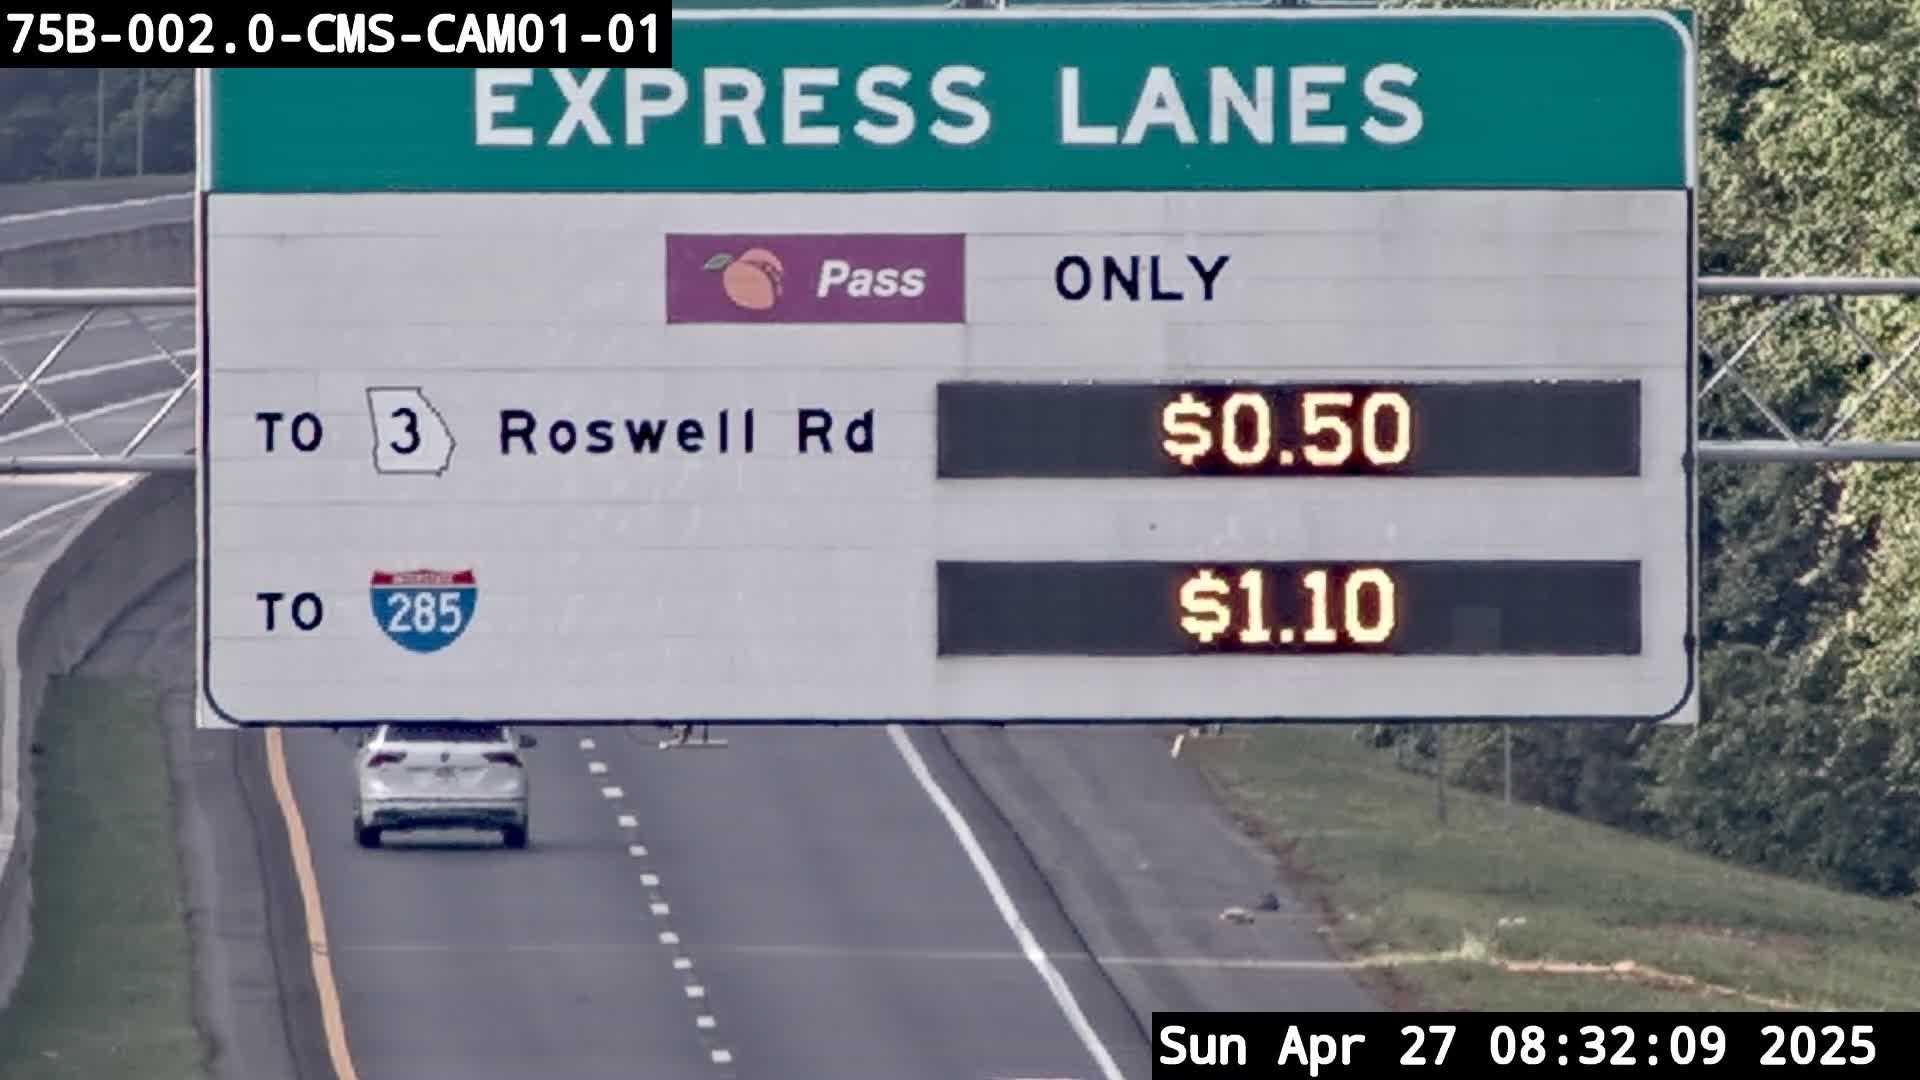 75B-002.0-CMS-CAM01-01
EXPRESS LANES
Pass ONLY
TO 3 Roswell Rd $0.50
TO 285 $1.10
Sun Apr 27 08:32:09 2025